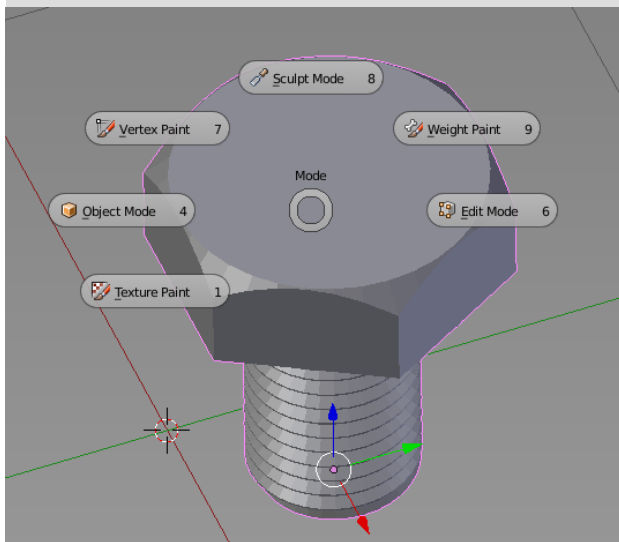 Sculpt Mode 8
Vertex Paint 7
Weight Paint 9
Mode
Object Mode 4
Edit Mode 6
Texture Paint 1